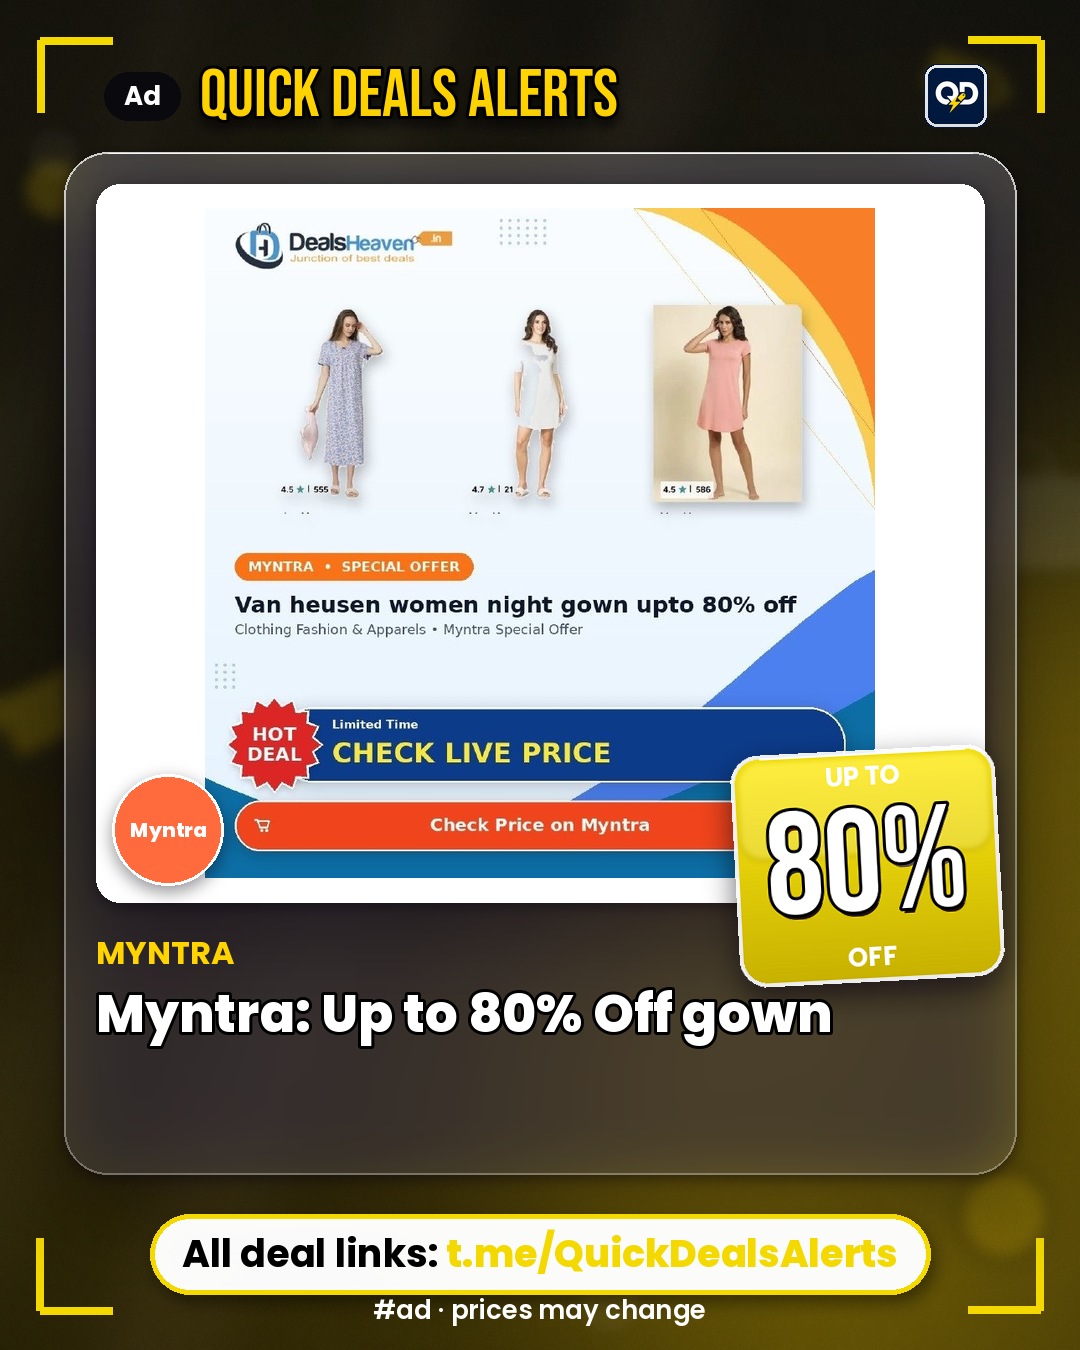 Ad
QUICK DEALS ALERTS
QD
DealsHeaven .in
Junction of best deals
4.5 ★ | 555
4.7 ★ | 21
4.5 ★ | 586
MYNTRA • SPECIAL OFFER
Van heusen women night gown upto 80% off
Clothing Fashion & Apparels • Myntra Special Offer
HOT
DEAL
Limited Time
CHECK LIVE PRICE
Check Price on Myntra
Myntra
UP TO
80%
OFF
MYNTRA
Myntra: Up to 80% Off gown
All deal links: t.me/QuickDealsAlerts
#ad · prices may change